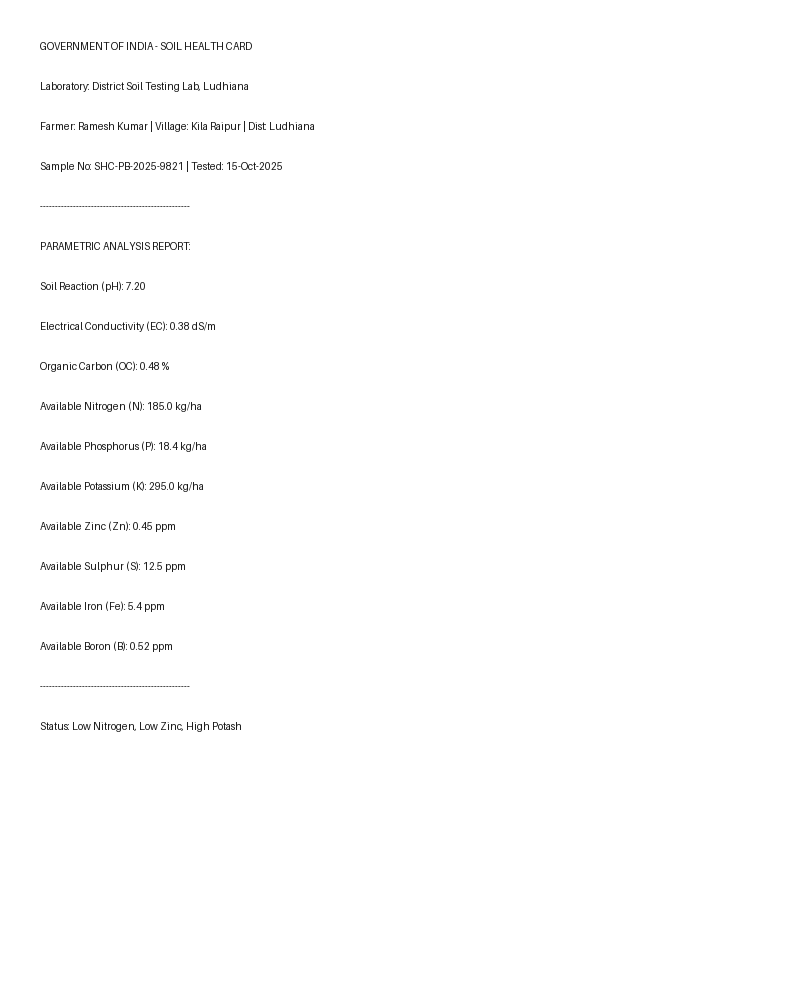 GOVERNMENT OF INDIA - SOIL HEALTH CARD
Laboratory: District Soil Testing Lab, Ludhiana
Farmer: Ramesh Kumar | Village: Kila Raipur | Dist: Ludhiana
Sample No: SHC-PB-2025-9821 | Tested: 15-Oct-2025
--------------------------------------------------
PARAMETRIC ANALYSIS REPORT:
Soil Reaction (pH): 7.20
Electrical Conductivity (EC): 0.38 dS/m
Organic Carbon (OC): 0.48 %
Available Nitrogen (N): 185.0 kg/ha
Available Phosphorus (P): 18.4 kg/ha
Available Potassium (K): 295.0 kg/ha
Available Zinc (Zn): 0.45 ppm
Available Sulphur (S): 12.5 ppm
Available Iron (Fe): 5.4 ppm
Available Boron (B): 0.52 ppm
--------------------------------------------------
Status: Low Nitrogen, Low Zinc, High Potash